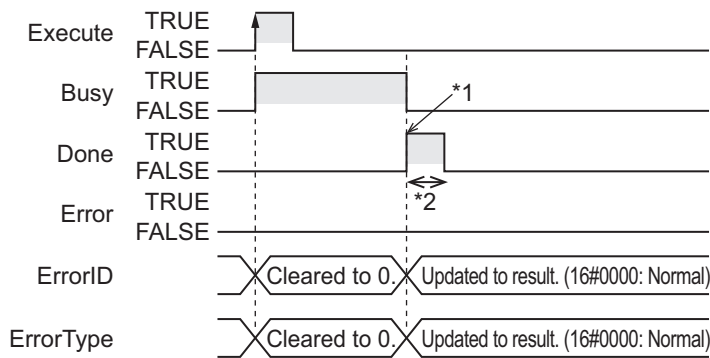 Execute TRUE
FALSE
Busy TRUE
FALSE
*1
Done TRUE
FALSE
*2
Error TRUE
FALSE
ErrorID Cleared to 0. Updated to result. (16#0000: Normal)
ErrorType Cleared to 0. Updated to result. (16#0000: Normal)